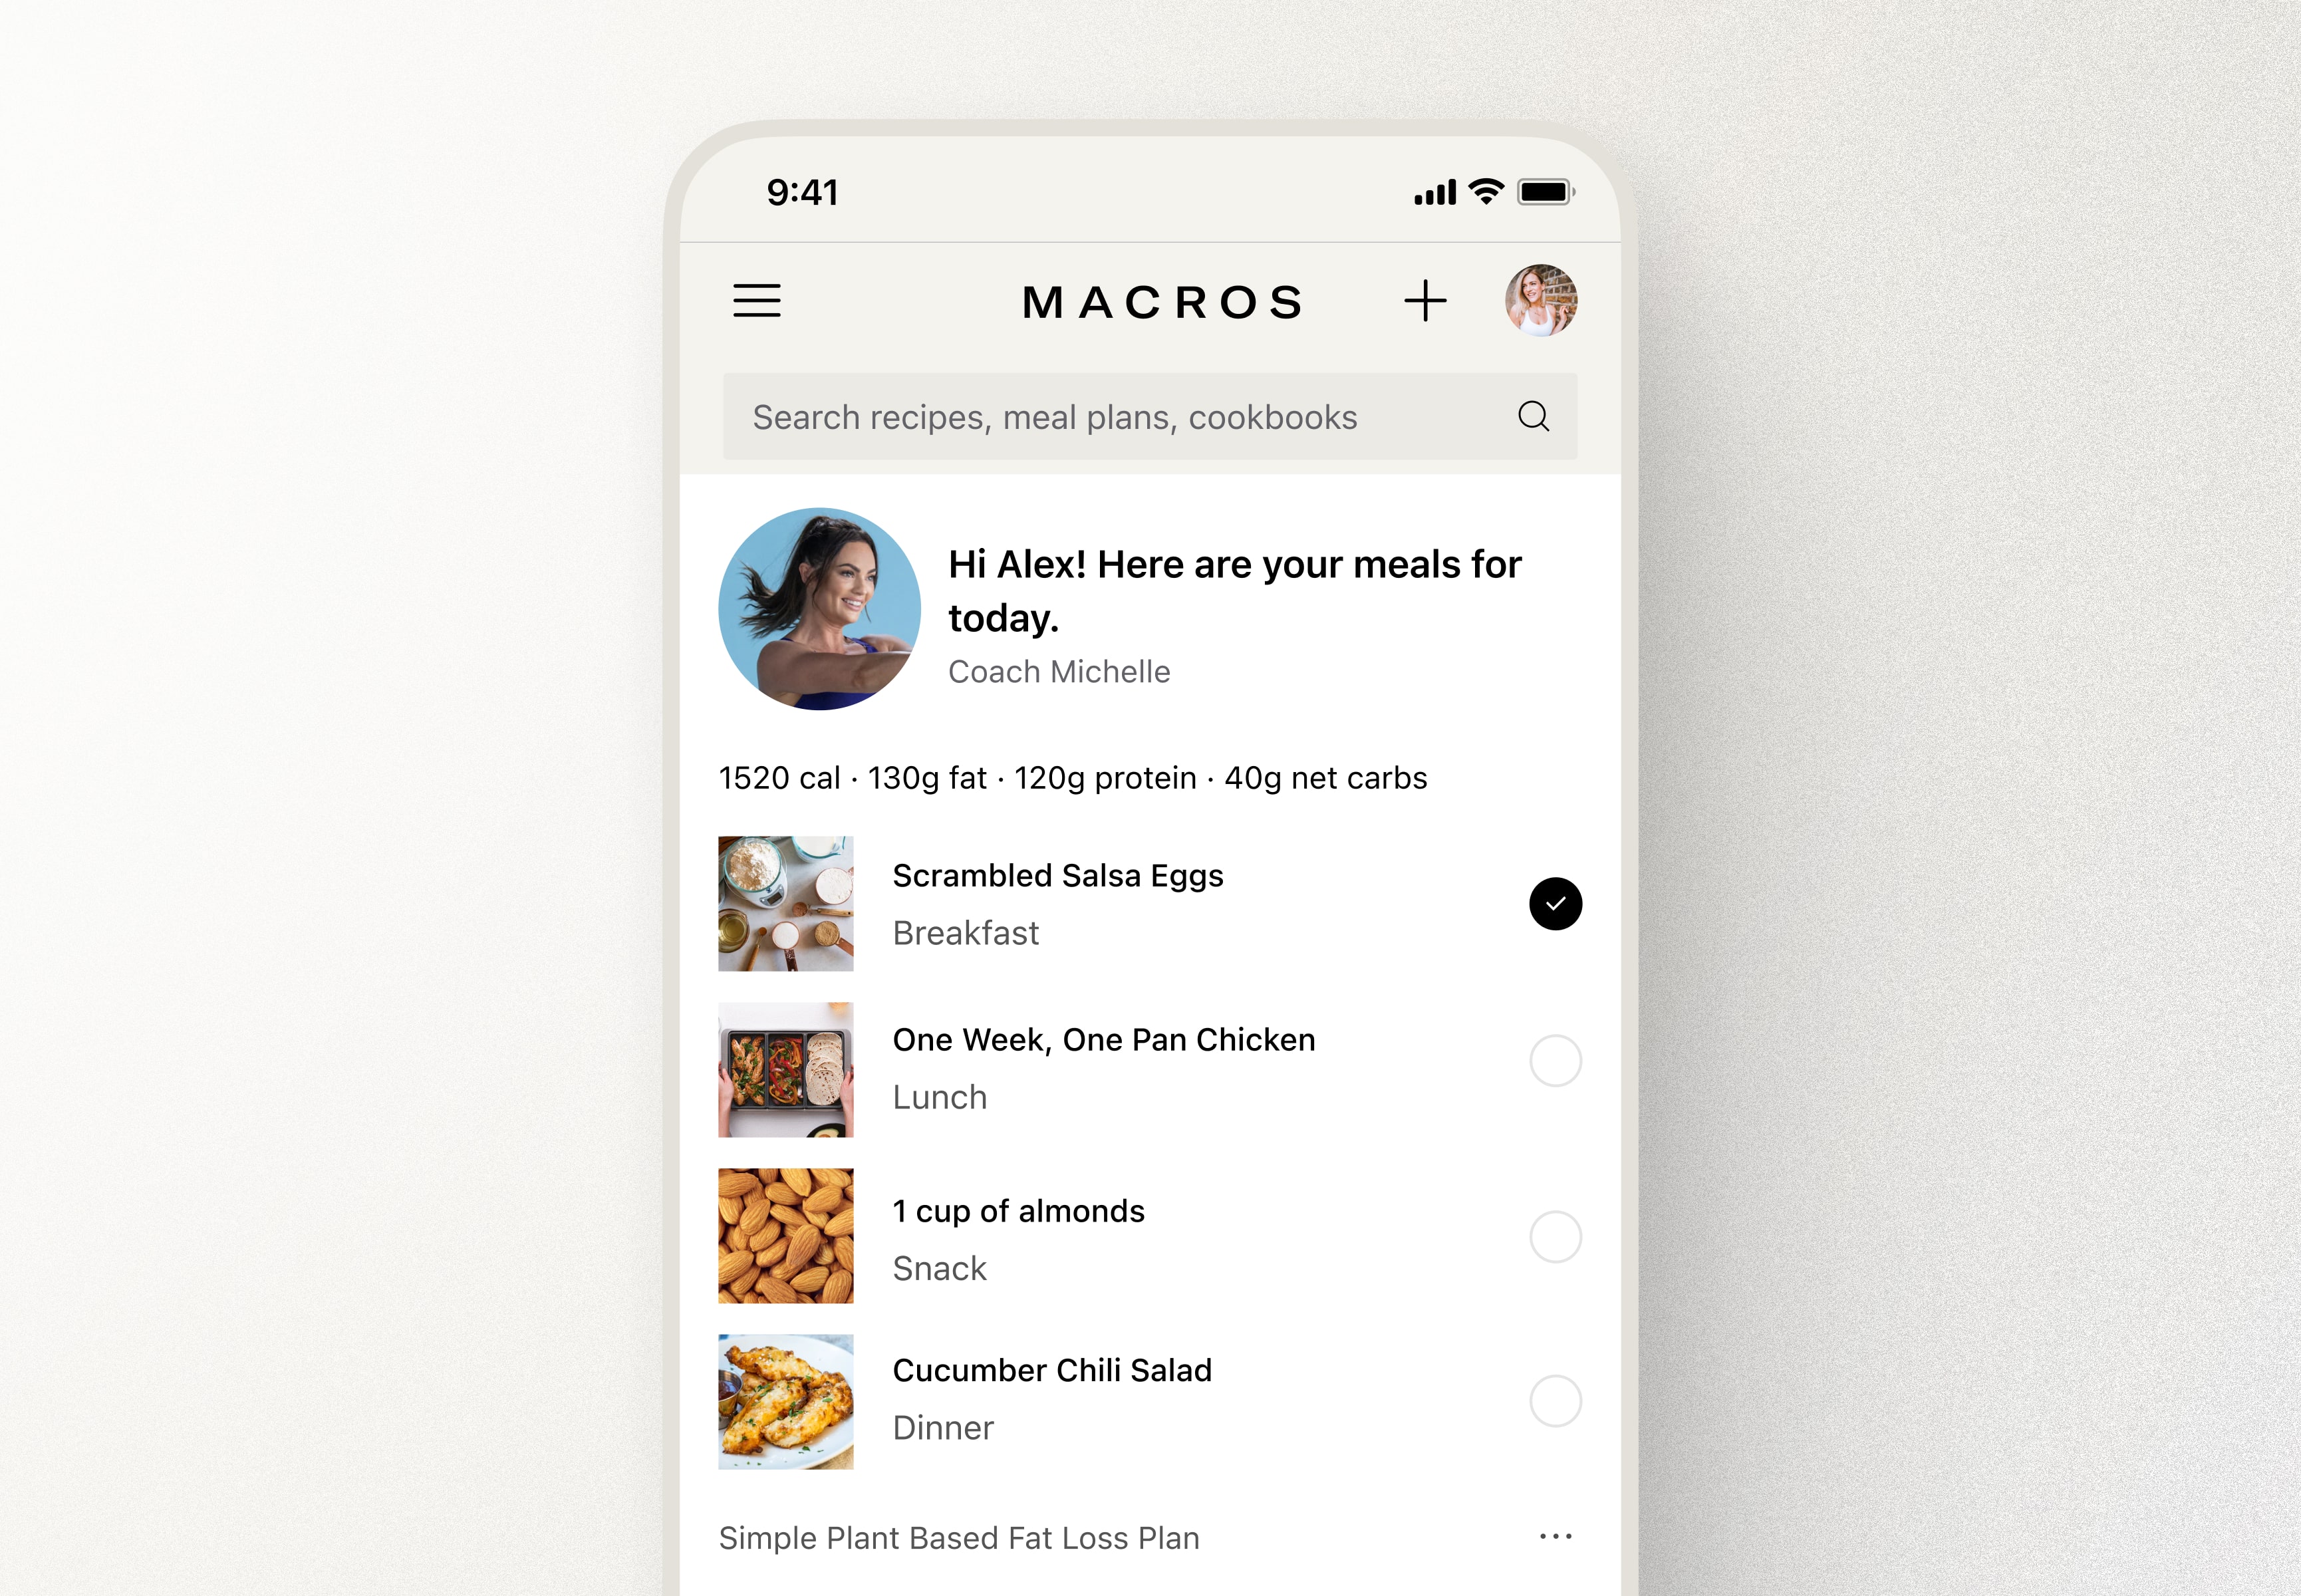 9:41
MACROS
Search recipes, meal plans, cookbooks
Hi Alex! Here are your meals for
today.
Coach Michelle
1520 cal · 130g fat · 120g protein · 40g net carbs
Scrambled Salsa Eggs
Breakfast
One Week, One Pan Chicken
Lunch
1 cup of almonds
Snack
Cucumber Chili Salad
Dinner
Simple Plant Based Fat Loss Plan